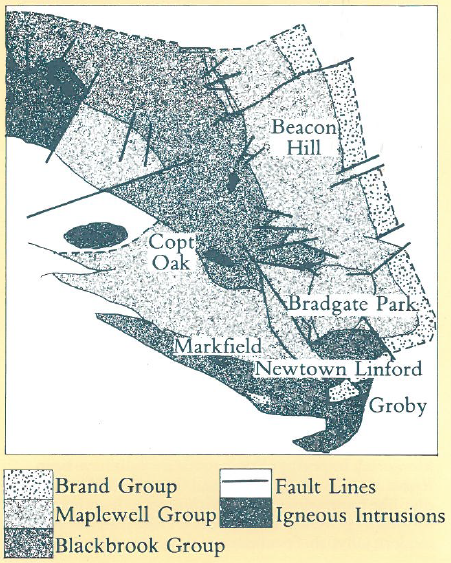 Beacon
Hill
Copt
Oak
Bradgate Park
Markfield
Newtown Linford
Groby
Brand Group
Fault Lines
Maplewell Group
Igneous Intrusions
Blackbrook Group